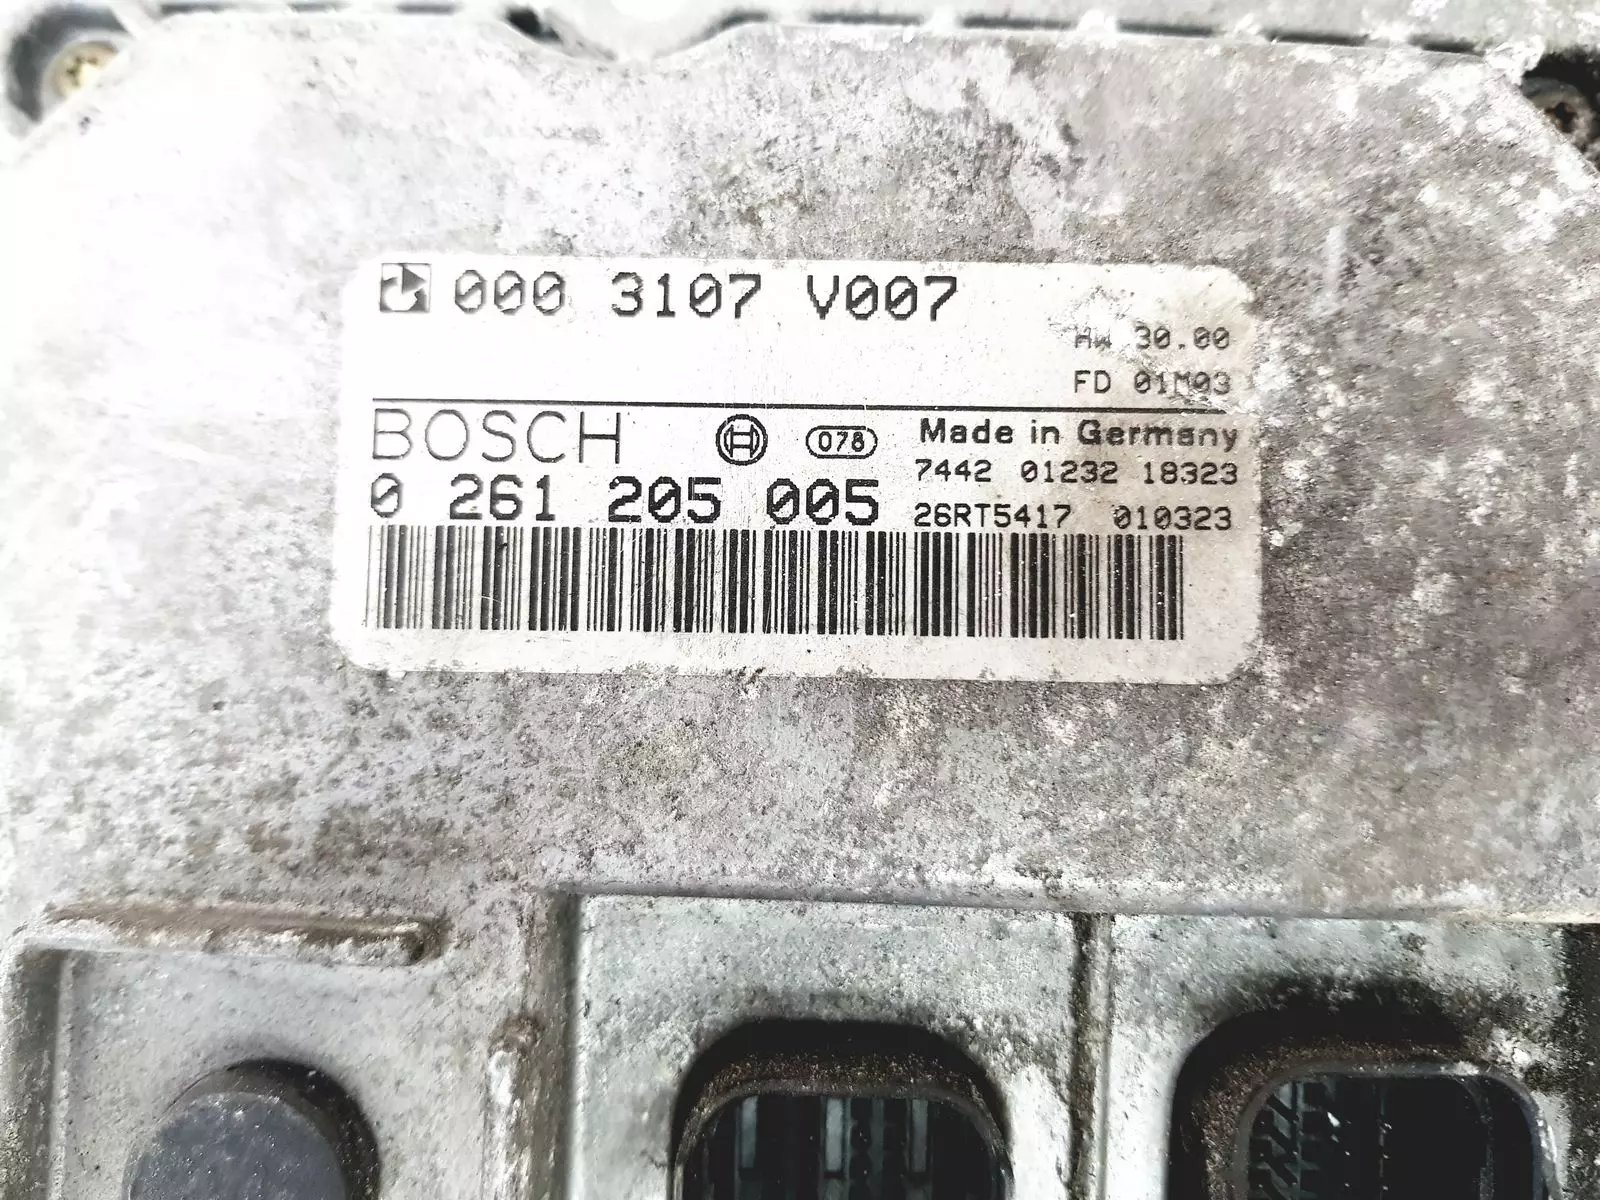 000 3107 V007
HW 30.00
FD 01M03
BOSCH 078 Made in Germany
7442 01232 18323
0 261 205 005 26RT5417 010323